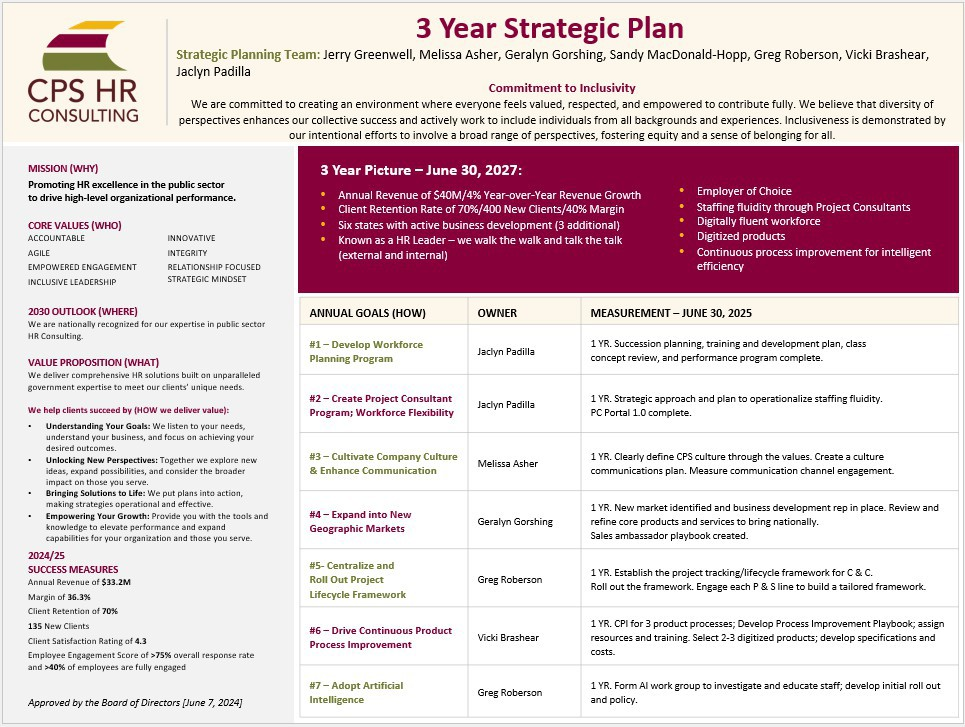 CPS HR
CONSULTING
3 Year Strategic Plan
Strategic Planning Team: Jerry Greenwell, Melissa Asher, Geralyn Gorshing, Sandy MacDonald-Hopp, Greg Roberson, Vicki Brashear,
Jaclyn Padilla
Commitment to Inclusivity
We are committed to creating an environment where everyone feels valued, respected, and empowered to contribute fully. We believe that diversity of
perspectives enhances our collective success and actively work to include individuals from all backgrounds and experiences. Inclusiveness is demonstrated by
our intentional efforts to involve a broad range of perspectives, fostering equity and a sense of belonging for all.
MISSION (WHY)
Promoting HR excellence in the public sector
to drive high-level organizational performance.
CORE VALUES (WHO)
ACCOUNTABLE
AGILE
EMPOWERED ENGAGEMENT
INCLUSIVE LEADERSHIP
INNOVATIVE
INTEGRITY
RELATIONSHIP FOCUSED
STRATEGIC MINDSET
2030 OUTLOOK (WHERE)
We are nationally recognized for our expertise in public sector
HR Consulting.
VALUE PROPOSITION (WHAT)
We deliver comprehensive HR solutions built on unparalleled
government expertise to meet our clients' unique needs.
We help clients succeed by (HOW we deliver value):
• Understanding Your Goals: We listen to your needs,
understand your business, and focus on achieving your
desired outcomes.
• Unlocking New Perspectives: Together we explore new
ideas, expand possibilities, and consider the broader
impact on those you serve.
• Bringing Solutions to Life: We put plans into action,
making strategies operational and effective.
• Empowering Your Growth: Provide you with the tools and
knowledge to elevate performance and expand
capabilities for your organization and those you serve.
2024/25
SUCCESS MEASURES
Annual Revenue of $33.2M
Margin of 36.3%
Client Retention of 70%
135 New Clients
Client Satisfaction Rating of 4.3
Employee Engagement Score of >75% overall response rate
and >40% of employees are fully engaged
Approved by the Board of Directors [June 7, 2024]
3 Year Picture – June 30, 2027:
• Annual Revenue of $40M/4% Year-over-Year Revenue Growth
• Client Retention Rate of 70%/400 New Clients/40% Margin
• Six states with active business development (3 additional)
• Known as a HR Leader – we walk the walk and talk the talk
(external and internal)
• Employer of Choice
• Staffing fluidity through Project Consultants
• Digitally fluent workforce
• Digitized products
• Continuous process improvement for intelligent
efficiency
ANNUAL GOALS (HOW)
OWNER
MEASUREMENT – JUNE 30, 2025
#1 – Develop Workforce
Planning Program
Jaclyn Padilla
1 YR. Succession planning, training and development plan, class
concept review, and performance program complete.
#2 – Create Project Consultant
Program; Workforce Flexibility
Jaclyn Padilla
1 YR. Strategic approach and plan to operationalize staffing fluidity.
PC Portal 1.0 complete.
#3 – Cultivate Company Culture
& Enhance Communication
Melissa Asher
1 YR. Clearly define CPS culture through the values. Create a culture
communications plan. Measure communication channel engagement.
#4 – Expand into New
Geographic Markets
Geralyn Gorshing
1 YR. New market identified and business development rep in place. Review and
refine core products and services to bring nationally.
Sales ambassador playbook created.
#5- Centralize and
Roll Out Project
Lifecycle Framework
Greg Roberson
1 YR. Establish the project tracking/lifecycle framework for C & C.
Roll out the framework. Engage each P & S line to build a tailored framework.
#6 – Drive Continuous Product
Process Improvement
Vicki Brashear
1 YR. CPI for 3 product processes; Develop Process Improvement Playbook; assign
resources and training. Select 2-3 digitized products; develop specifications and
costs.
#7 – Adopt Artificial
Intelligence
Greg Roberson
1 YR. Form AI work group to investigate and educate staff; develop initial roll out
and policy.